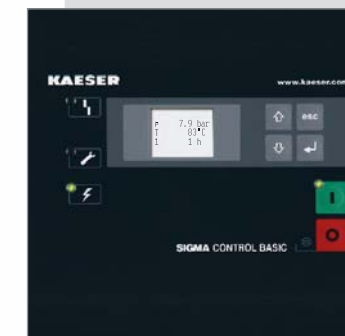 KAESER
www.kaeser.com
P 7.9 bar
T 83°C
1 1 h
esc
I
O
SIGMA CONTROL BASIC